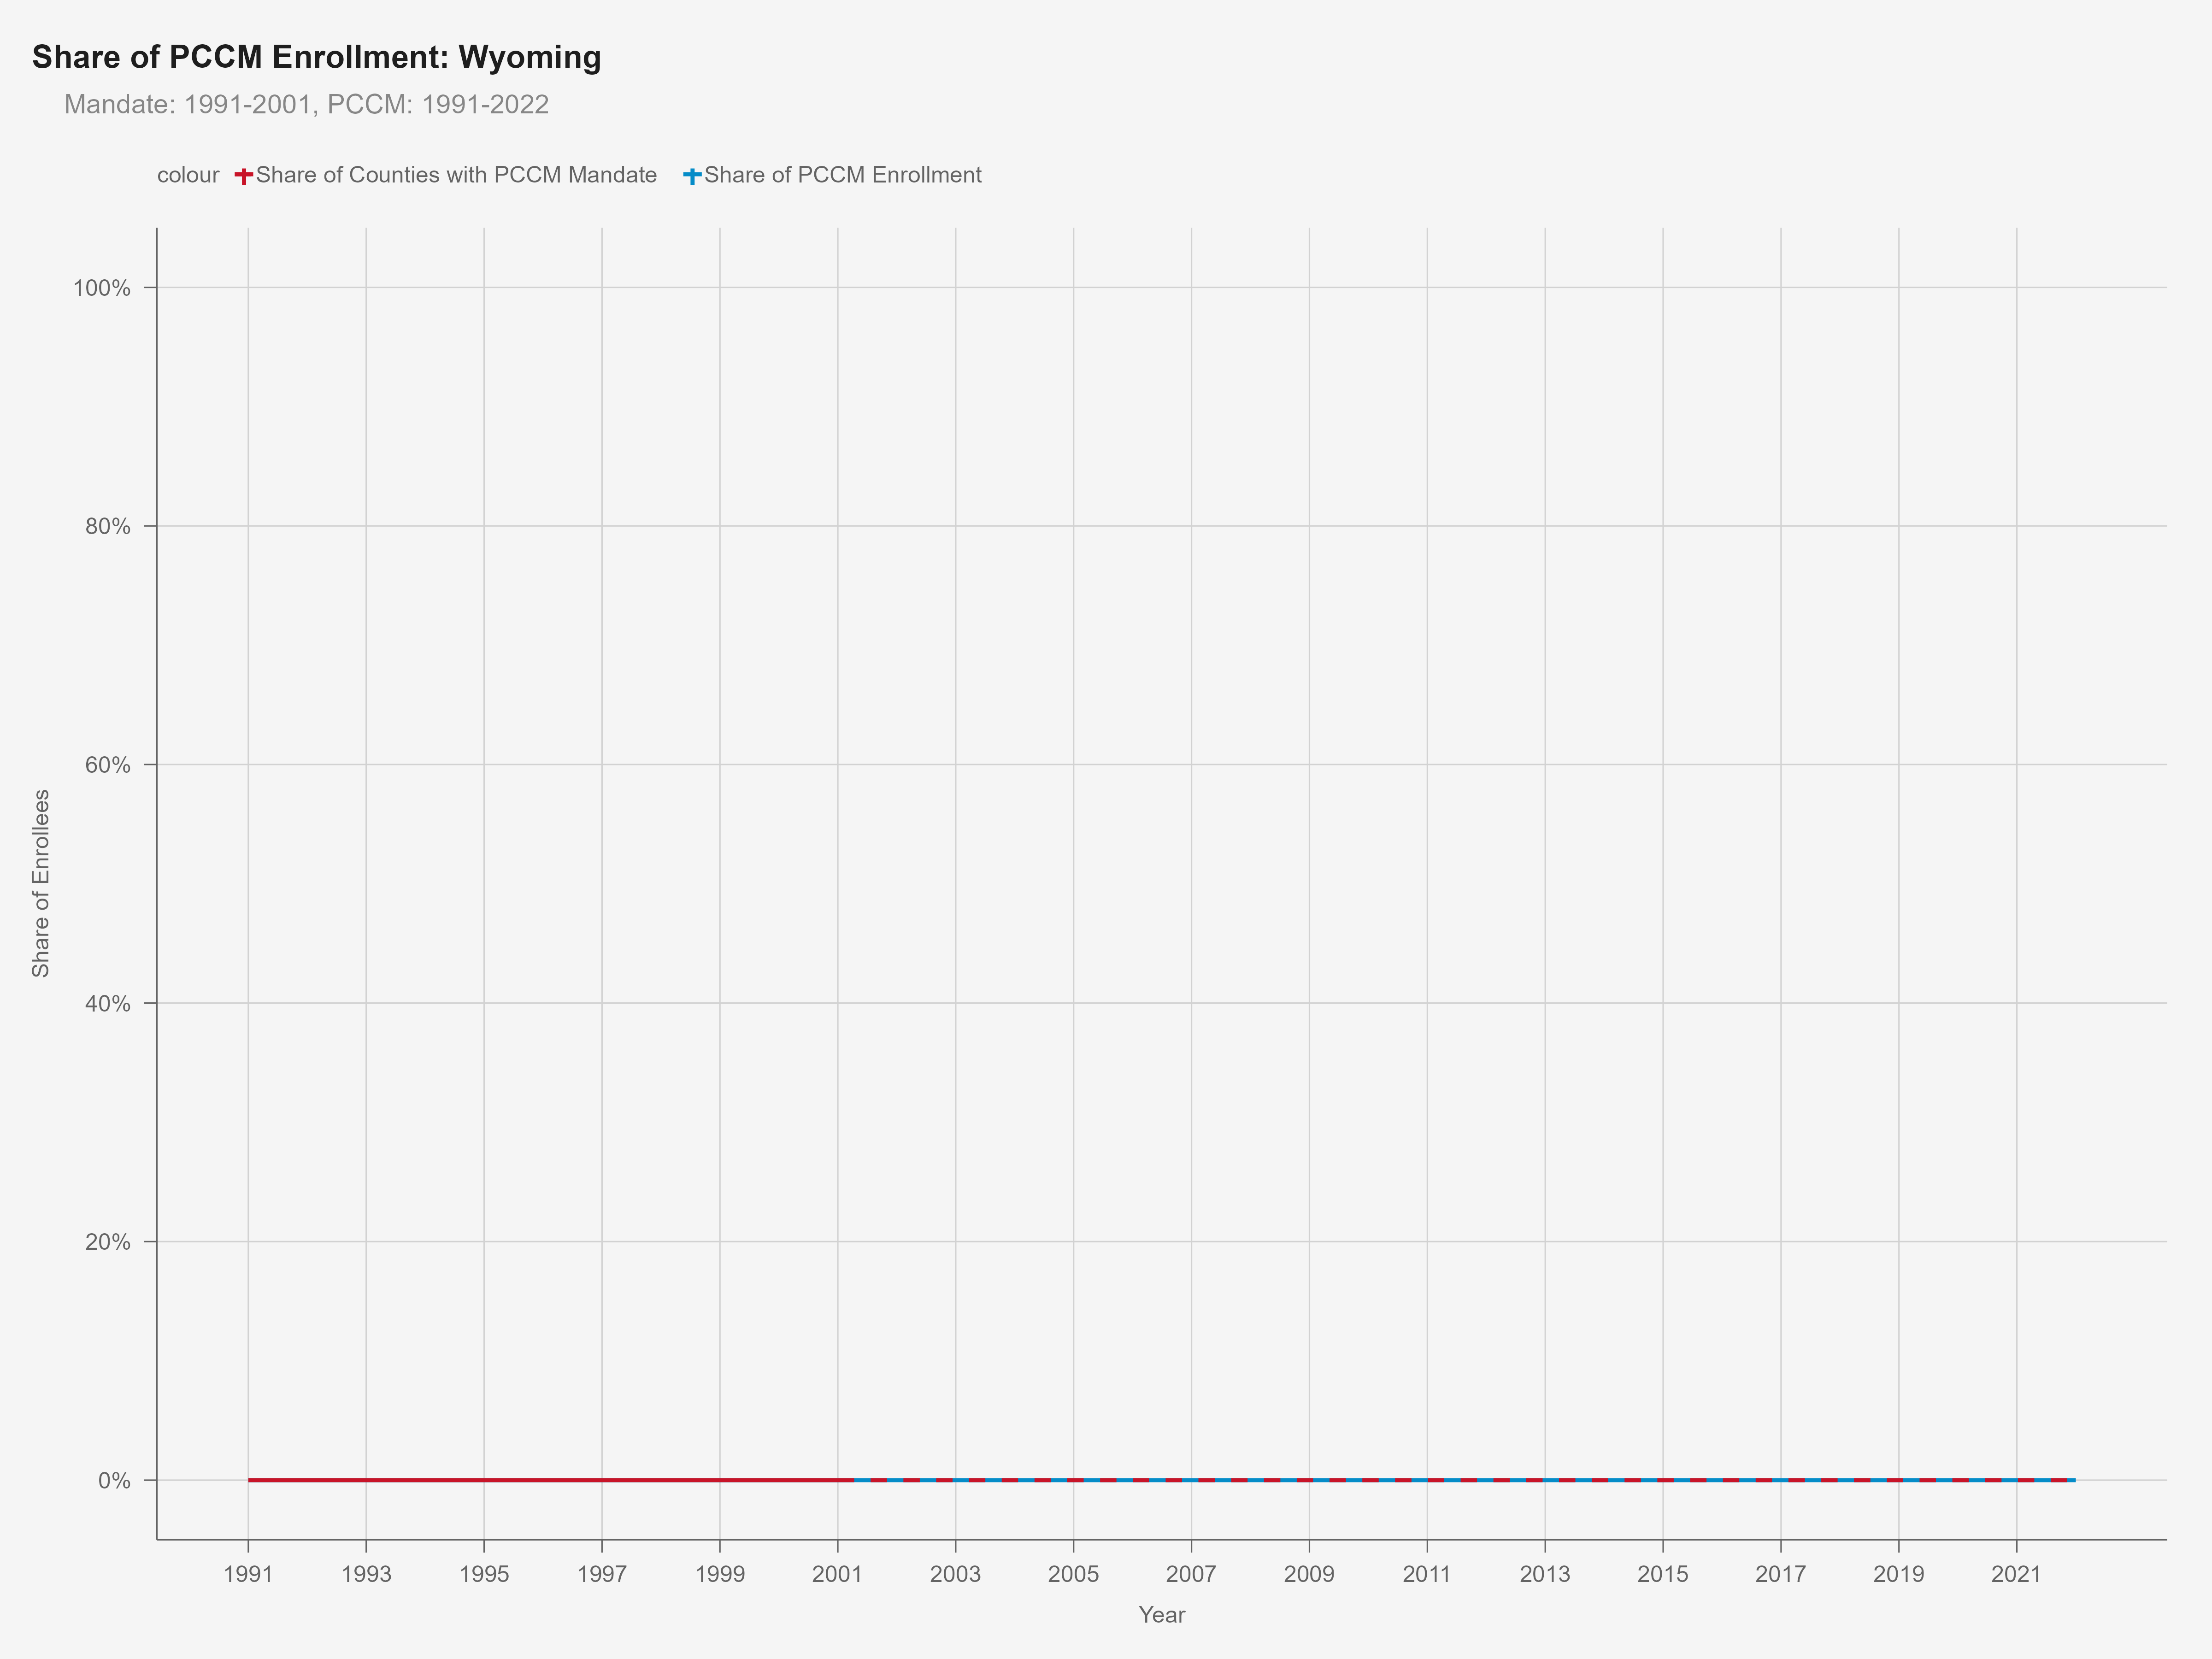 Share of PCCM Enrollment: Wyoming
Mandate: 1991-2001, PCCM: 1991-2022
colour Share of Counties with PCCM Mandate Share of PCCM Enrollment
100%
80%
60%
40%
20%
0%
Share of Enrollees
1991 1993 1995 1997 1999 2001 2003 2005 2007 2009 2011 2013 2015 2017 2019 2021
Year